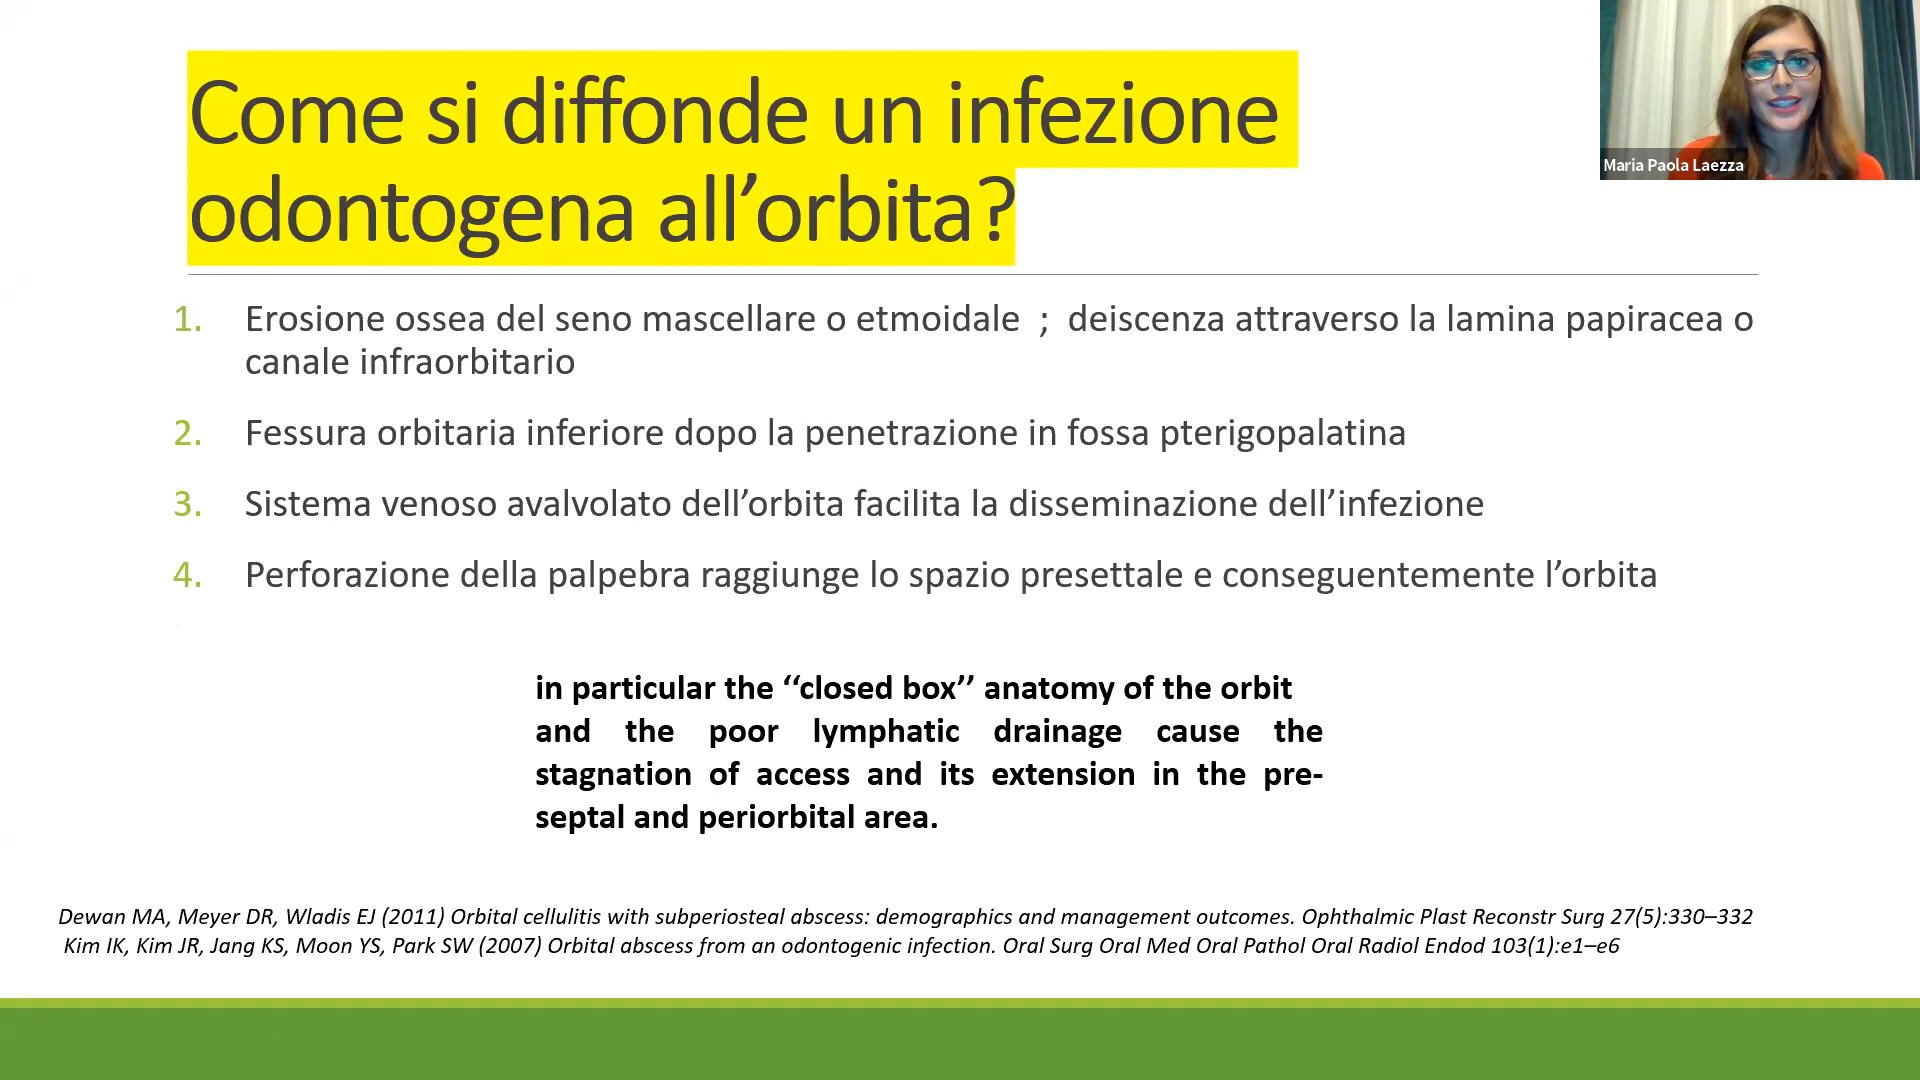 Come si diffonde un infezione
odontogena all’orbita?
Maria Paola Laezza
1. Erosione ossea del seno mascellare o etmoidale ; deiscenza attraverso la lamina papiracea o
canale infraorbitario
2. Fessura orbitaria inferiore dopo la penetrazione in fossa pterigopalatina
3. Sistema venoso avalvolato dell’orbita facilita la disseminazione dell’infezione
4. Perforazione della palpebra raggiunge lo spazio presettale e conseguentemente l’orbita
in particular the ‘‘closed box’’ anatomy of the orbit
and the poor lymphatic drainage cause the
stagnation of access and its extension in the pre-
septal and periorbital area.
Dewan MA, Meyer DR, Wladis EJ (2011) Orbital cellulitis with subperiosteal abscess: demographics and management outcomes. Ophthalmic Plast Reconstr Surg 27(5):330–332
Kim IK, Kim JR, Jang KS, Moon YS, Park SW (2007) Orbital abscess from an odontogenic infection. Oral Surg Oral Med Oral Pathol Oral Radiol Endod 103(1):e1–e6